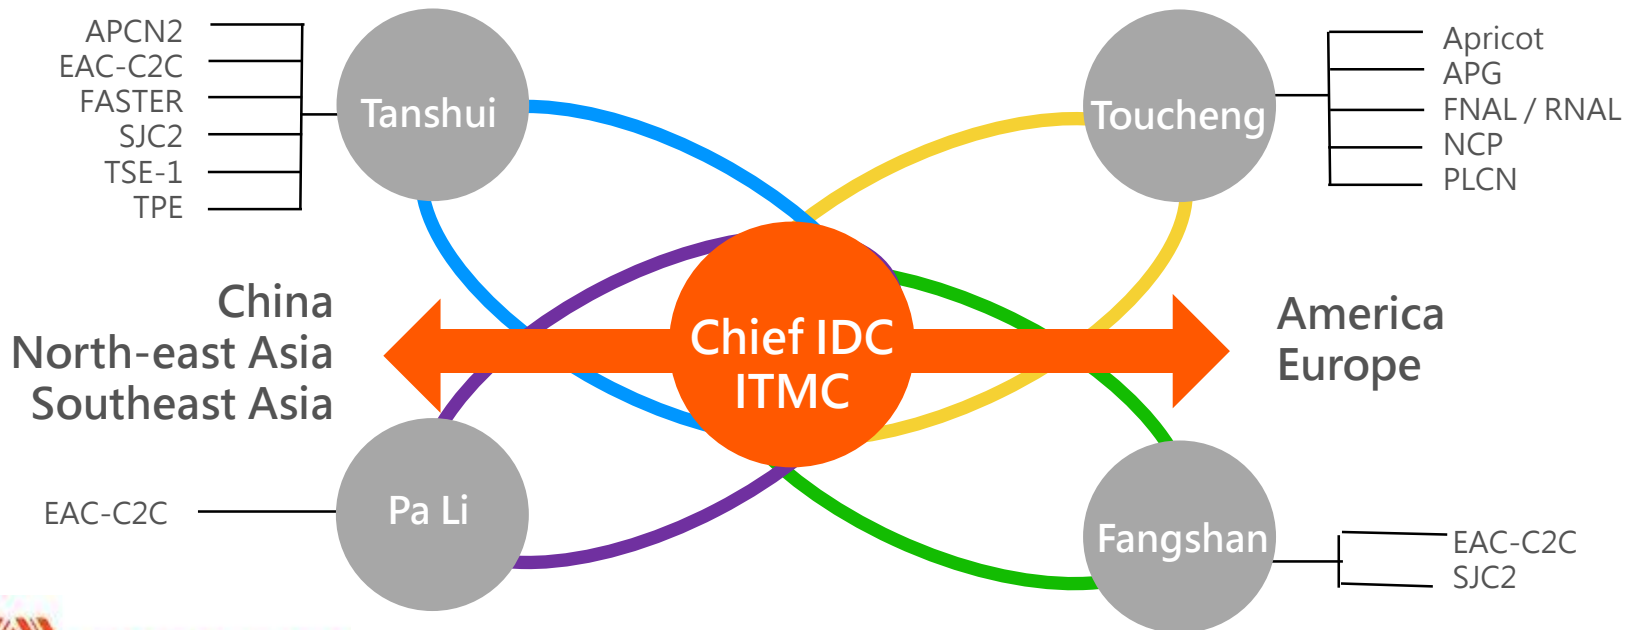 APCN2
EAC-C2C
FASTER
SJC2
TSE-1
TPE
Tanshui
Toucheng
Apricot
APG
FNAL / RNAL
NCP
PLCN
China
North-east Asia
Southeast Asia
Chief IDC
ITMC
America
Europe
EAC-C2C
Pa Li
Fangshan
EAC-C2C
SJC2